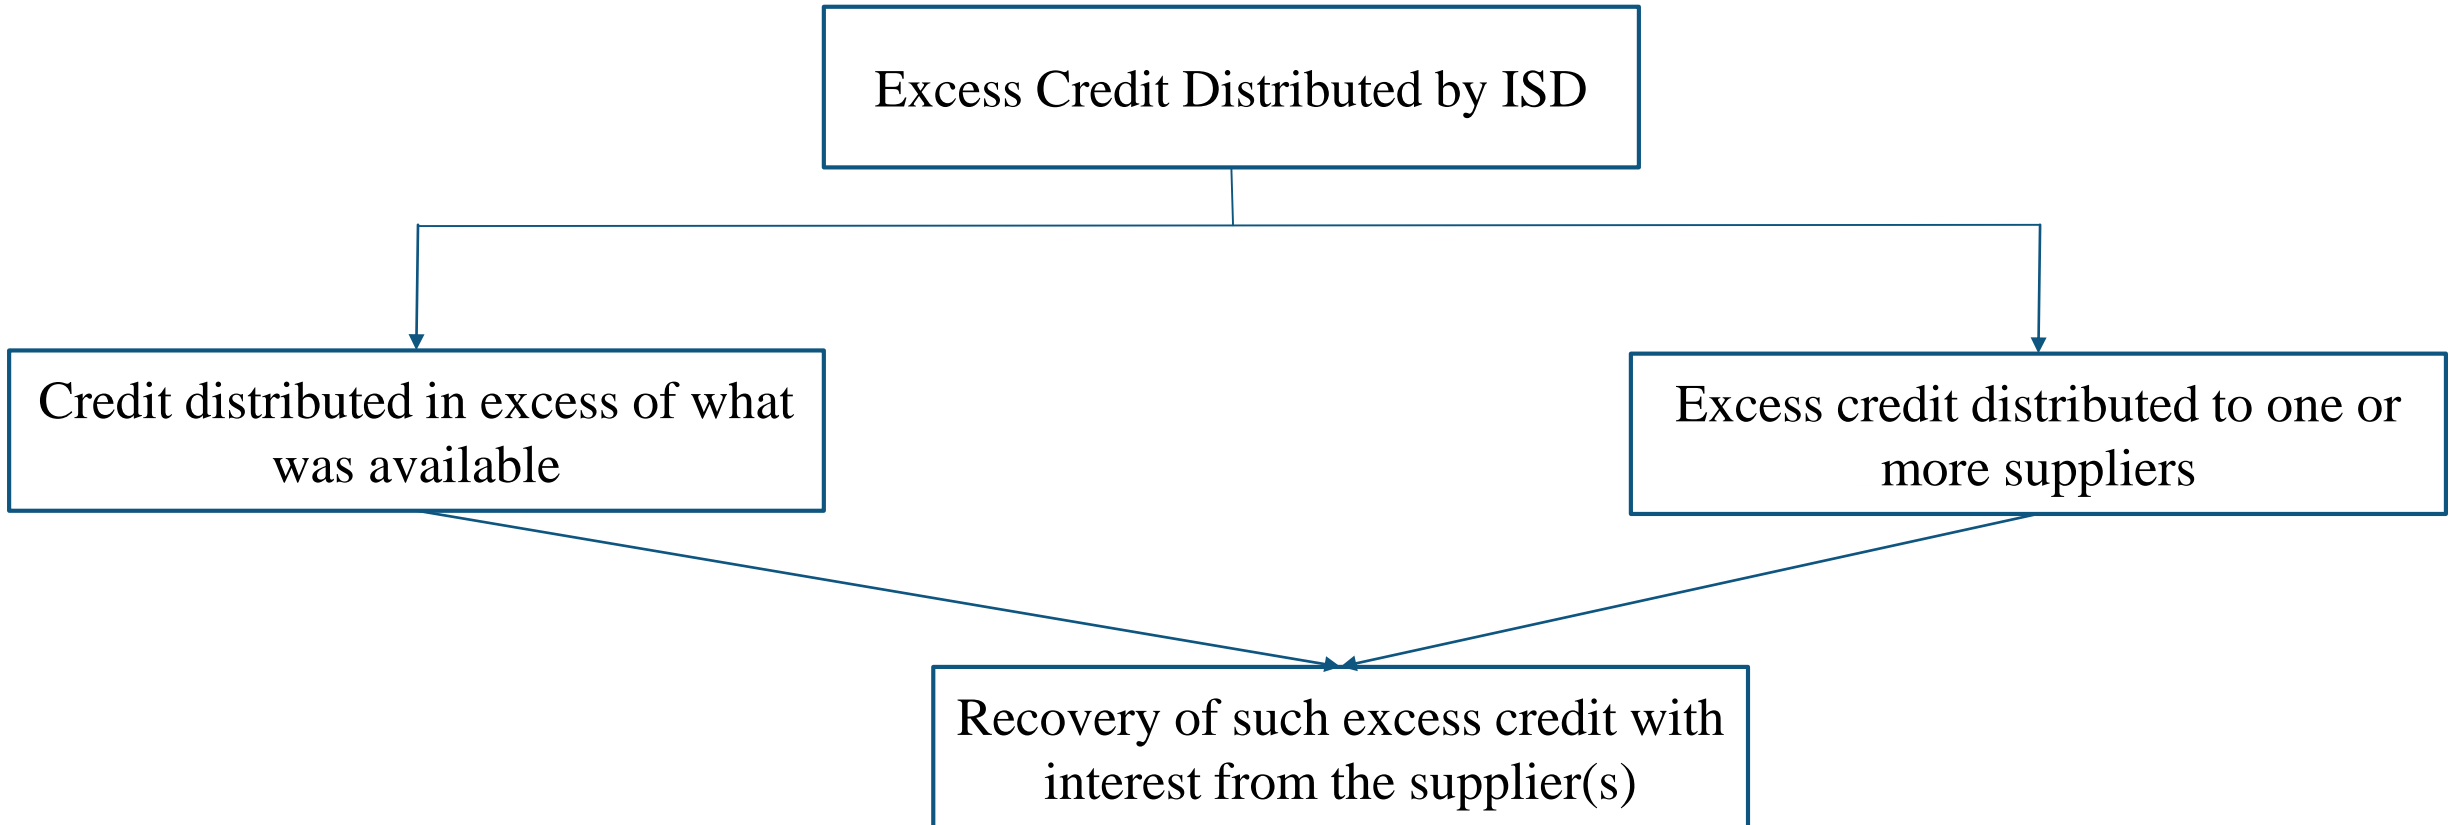 Excess Credit Distributed by ISD
Credit distributed in excess of what
was available
Excess credit distributed to one or
more suppliers
Recovery of such excess credit with
interest from the supplier(s)